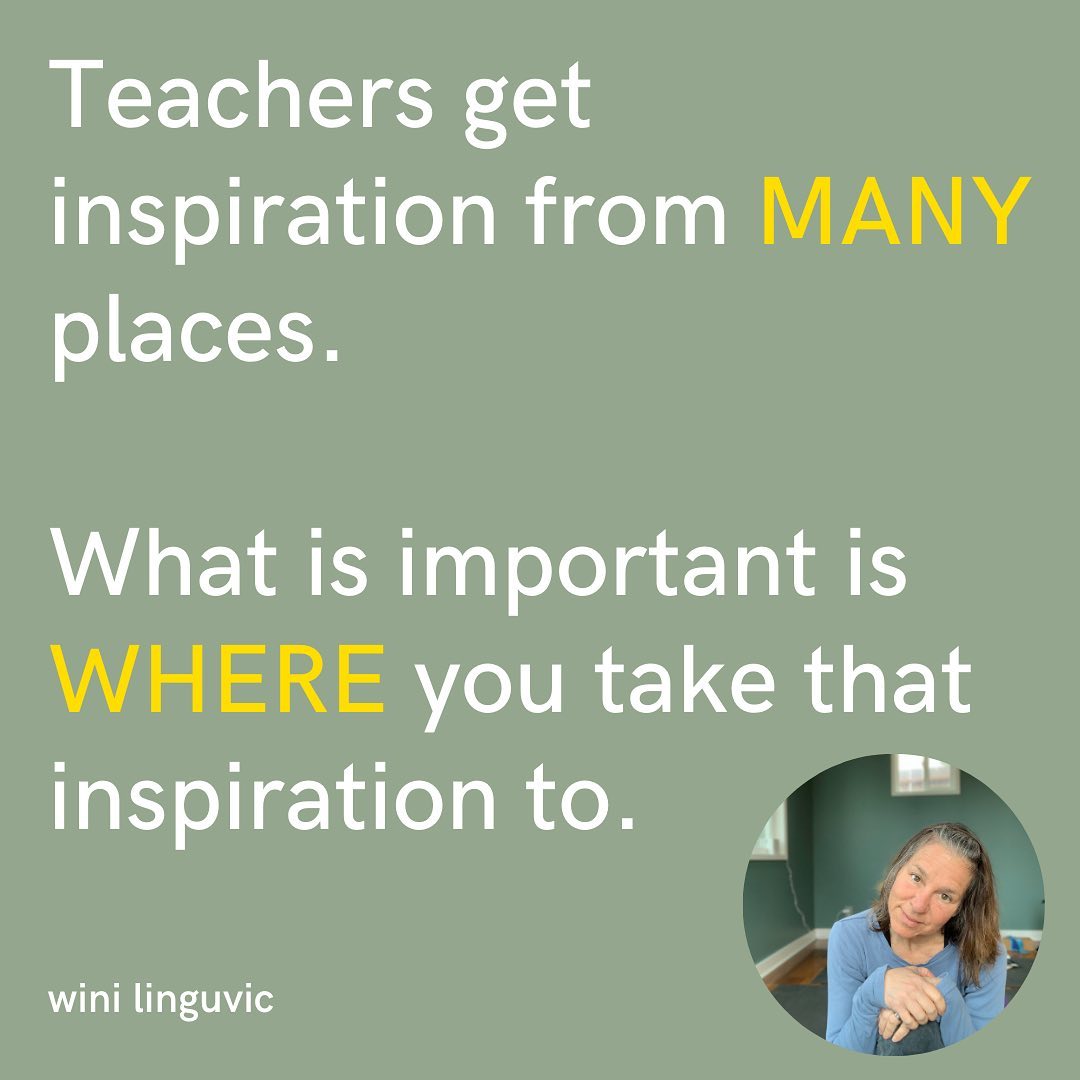 Teachers get
inspiration from MANY
places.
What is important is
WHERE you take that
inspiration to.
wini linguvic